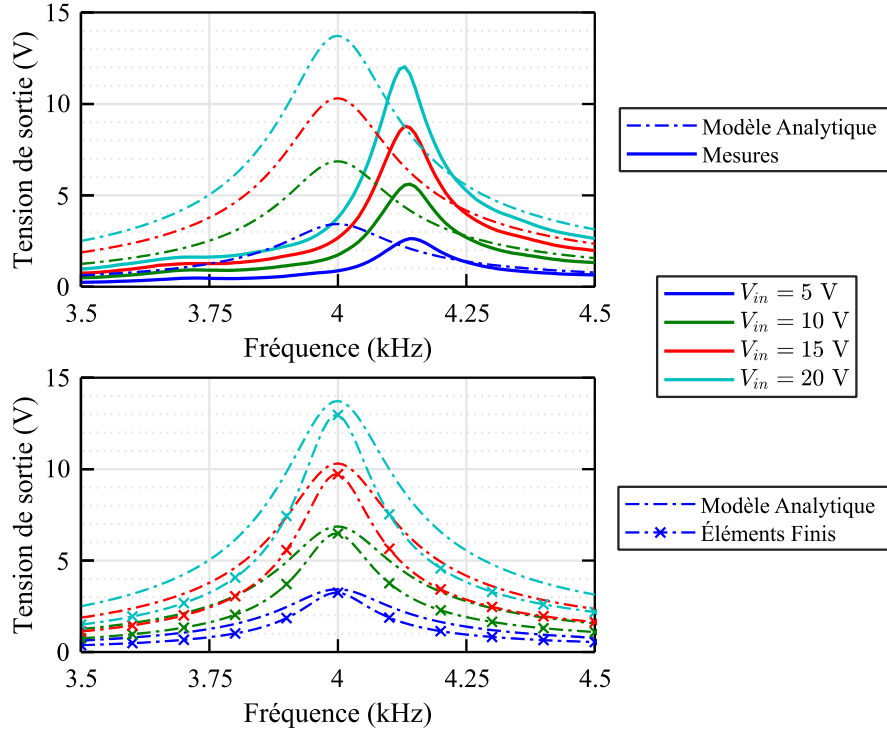 15
10
5
0
Tension de sortie (V)
3.5 3.75 4 4.25 4.5
Fréquence (kHz)
Modèle Analytique
Mesures
V_in = 5 V
V_in = 10 V
V_in = 15 V
V_in = 20 V
15
10
5
0
Tension de sortie (V)
3.5 3.75 4 4.25 4.5
Fréquence (kHz)
Modèle Analytique
Éléments Finis